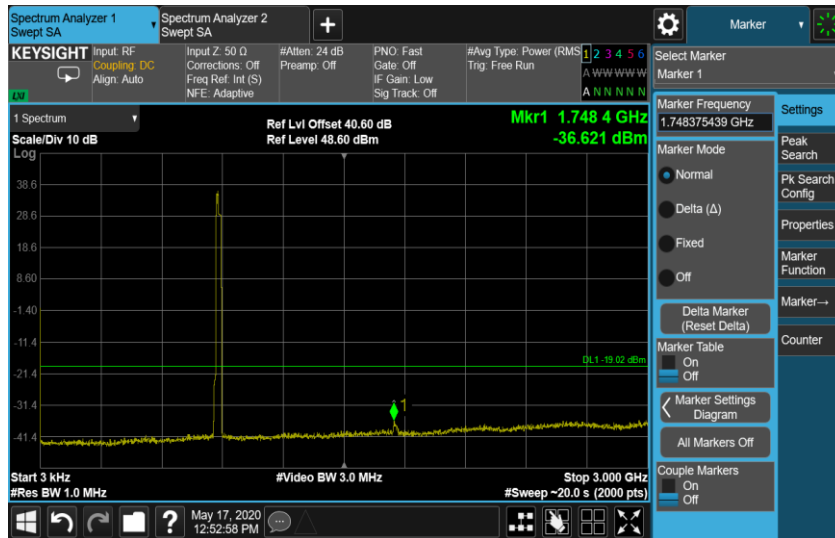 Spectrum Analyzer 1
Swept SA
Spectrum Analyzer 2
Swept SA
+
Marker
KEYSIGHT
Input: RF
Coupling: DC
Align: Auto
LXI
Input Z: 50 Ω
Corrections: Off
Freq Ref: Int (S)
NFE: Adaptive
#Atten: 24 dB
Preamp: Off
PNO: Fast
Gate: Off
IF Gain: Low
Sig Track: Off
#Avg Type: Power (RMS
Trig: Free Run
1 2 3 4 5 6
A W W W W W
A N N N N N
Select Marker
Marker 1
1 Spectrum
Scale/Div 10 dB
Log
Ref Lvl Offset 40.60 dB
Ref Level 48.60 dBm
Mkr1 1.748 4 GHz
-36.621 dBm
38.6
28.6
18.6
8.60
-1.40
-11.4
-21.4
-31.4
-41.4
DL1 -19.02 dBm
1
Start 3 kHz
#Res BW 1.0 MHz
#Video BW 3.0 MHz
Stop 3.000 GHz
#Sweep ~20.0 s (2000 pts)
Marker Frequency
1.748375439 GHz
Marker Mode
Normal
Delta (Δ)
Fixed
Off
Delta Marker
(Reset Delta)
Marker Table
On
Off
Marker Settings
Diagram
All Markers Off
Couple Markers
On
Off
Settings
Peak
Search
Pk Search
Config
Properties
Marker
Function
Marker→
Counter
?
May 17, 2020
12:52:58 PM